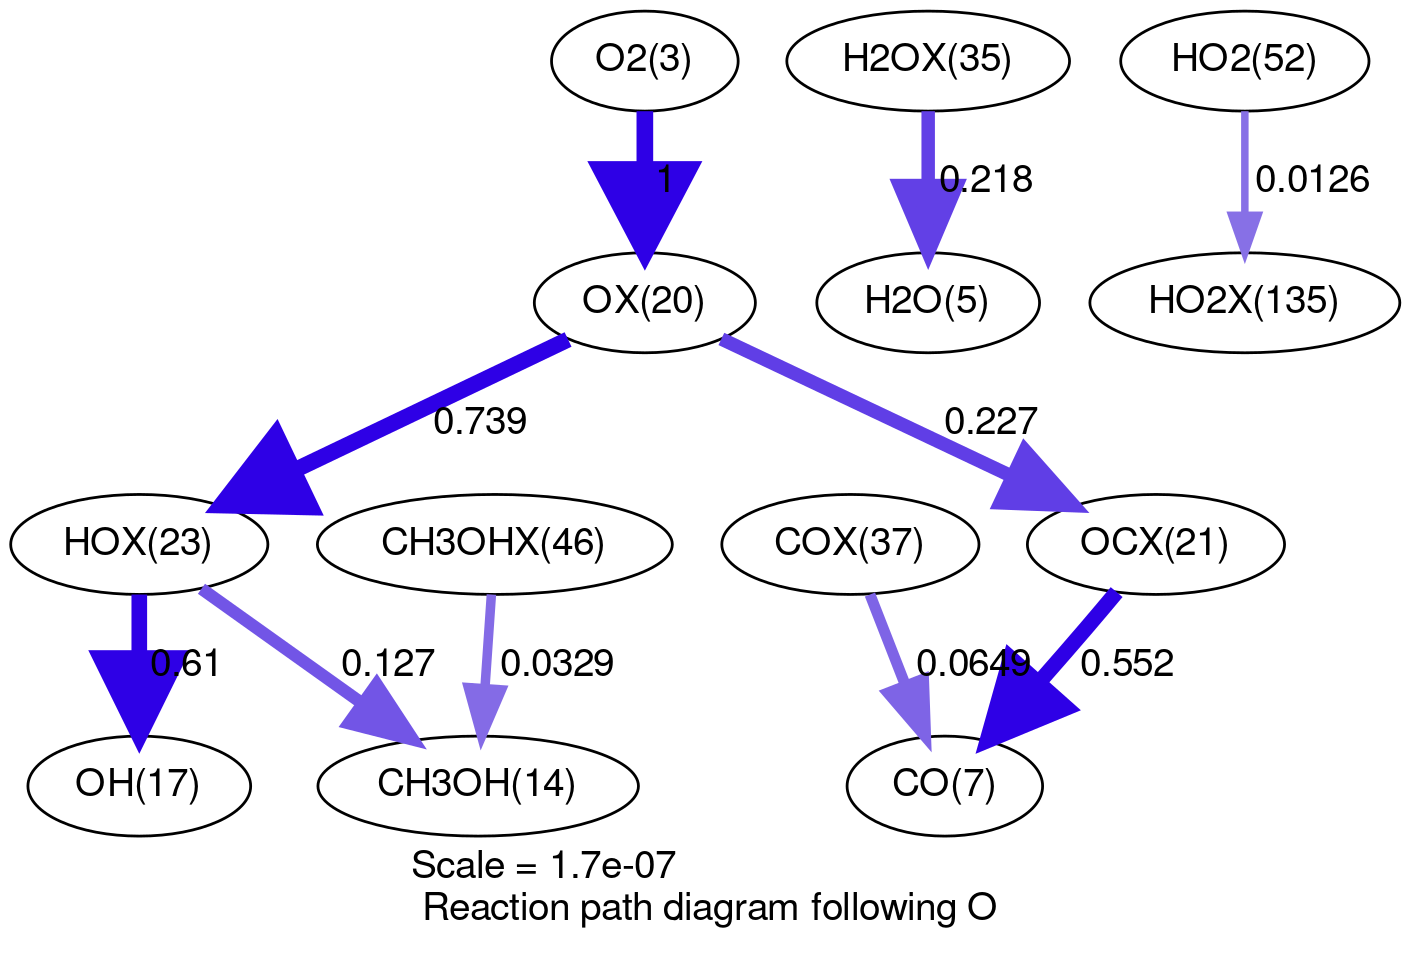 O2(3)
H2OX(35)
HO2(52)
1
0.218
0.0126
OX(20)
H2O(5)
HO2X(135)
0.739
0.227
HOX(23)
CH3OHX(46)
COX(37)
OCX(21)
0.61
0.127
0.0329
0.0649
0.552
OH(17)
CH3OH(14)
CO(7)
Scale = 1.7e-07
Reaction path diagram following O